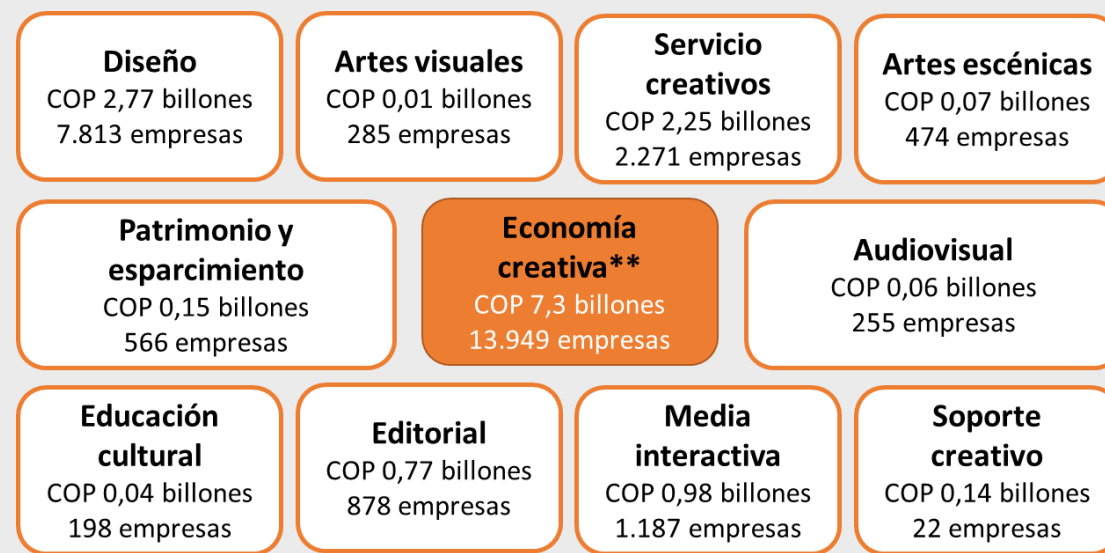 Diseño
COP 2,77 billones
7.813 empresas
Artes visuales
COP 0,01 billones
285 empresas
Servicio
creativos
COP 2,25 billones
2.271 empresas
Artes escénicas
COP 0,07 billones
474 empresas
Patrimonio y
esparcimiento
COP 0,15 billones
566 empresas
Economía
creativa**
COP 7,3 billones
13.949 empresas
Audiovisual
COP 0,06 billones
255 empresas
Educación
cultural
COP 0,04 billones
198 empresas
Editorial
COP 0,77 billones
878 empresas
Media
interactiva
COP 0,98 billones
1.187 empresas
Soporte
creativo
COP 0,14 billones
22 empresas